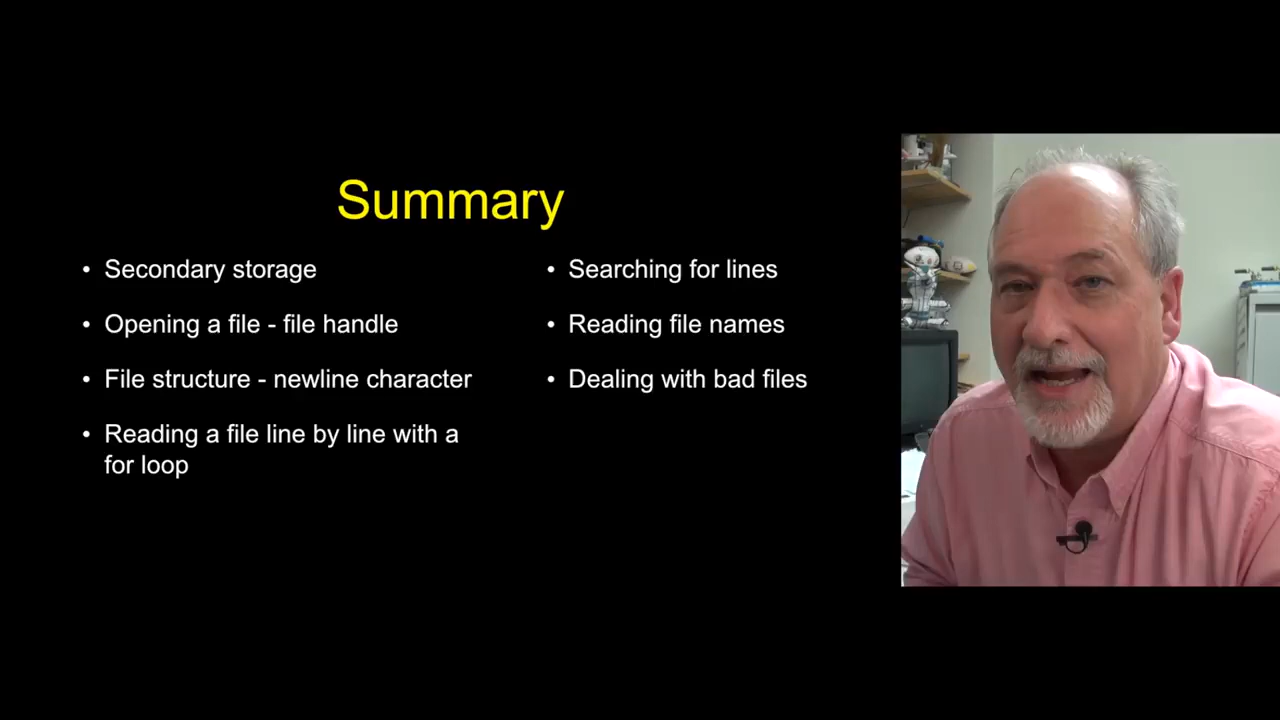 Summary
• Secondary storage
• Opening a file - file handle
• File structure - newline character
• Reading a file line by line with a
for loop
• Searching for lines
• Reading file names
• Dealing with bad files